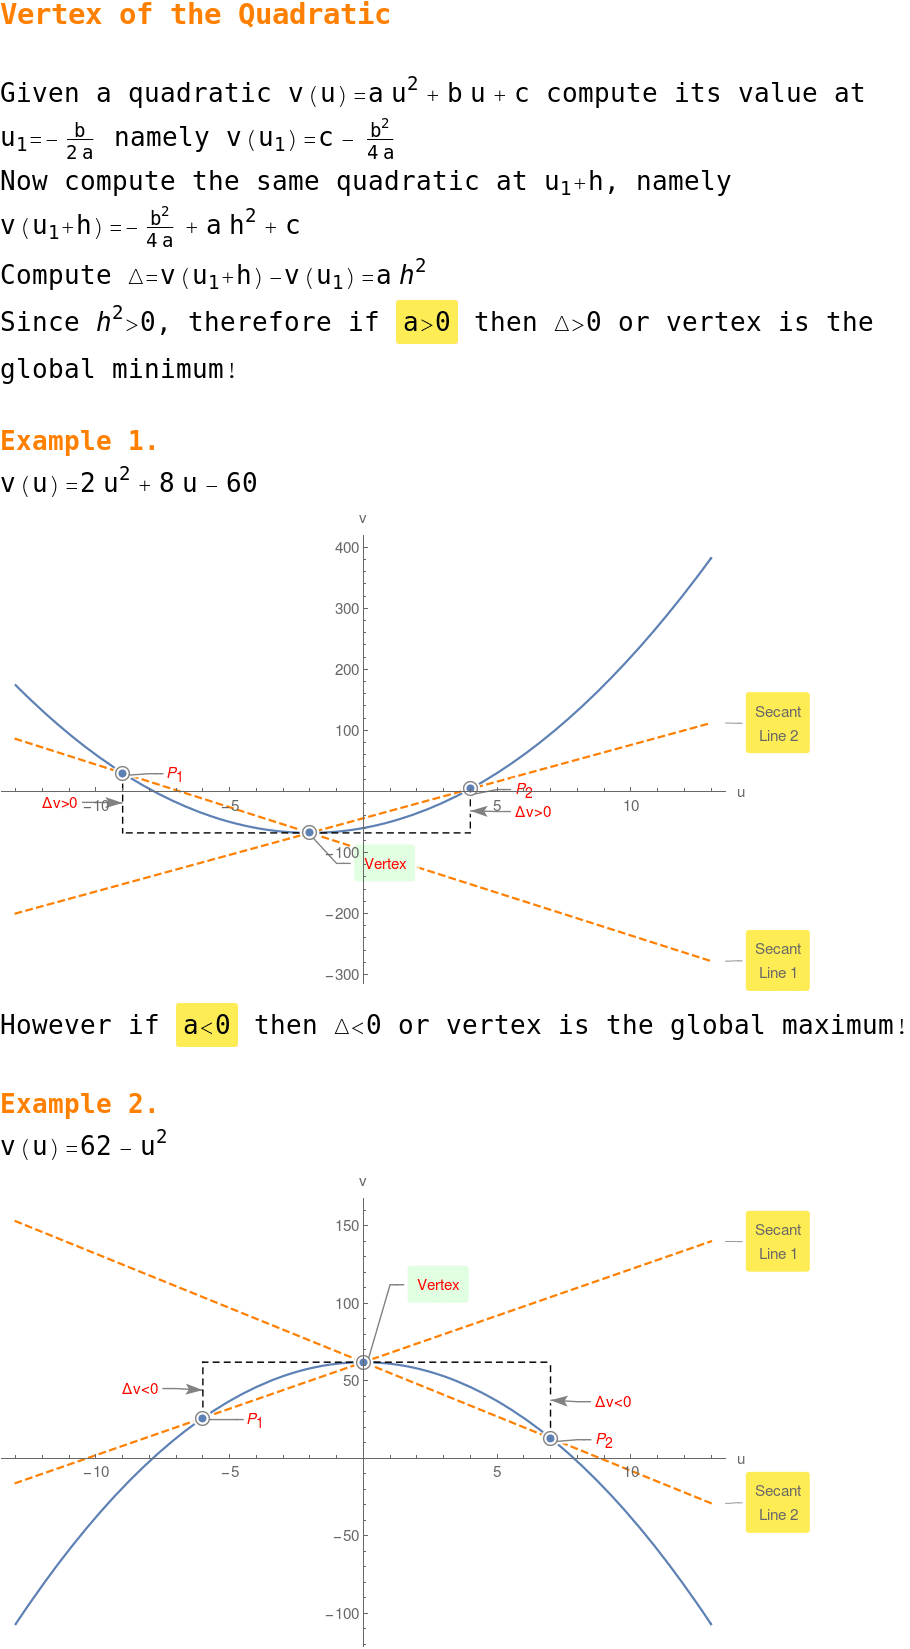 Vertex of the Quadratic
Given a quadratic v(u)=a u² + b u + c compute its value at
u₁=− b/(2 a) namely v(u₁)=c − b²/(4 a)
Now compute the same quadratic at u₁+h, namely
v(u₁+h)=− b²/(4 a) + a h² + c
Compute Δ=v(u₁+h)−v(u₁)=a h²
Since h²>0, therefore if a>0 then Δ>0 or vertex is the
global minimum!
Example 1.
v(u)=2 u² + 8 u − 60
v
400
300
200
100
Secant
Line 2
P₁
P₂
u
Δv>0
−10
−5
5
10
Δv>0
−100
Vertex
−200
Secant
Line 1
−300
However if a<0 then Δ<0 or vertex is the global maximum!
Example 2.
v(u)=62 − u²
v
150
Secant
Line 1
Vertex
100
50
Δv<0
Δv<0
P₁
P₂
u
−10
−5
5
10
Secant
Line 2
−50
−100